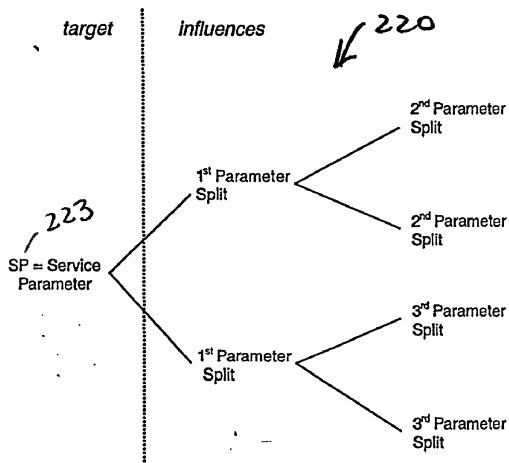 target influences
220
2nd Parameter
Split
1st Parameter
Split
2nd Parameter
Split
223
SP = Service
Parameter
3rd Parameter
Split
1st Parameter
Split
3rd Parameter
Split